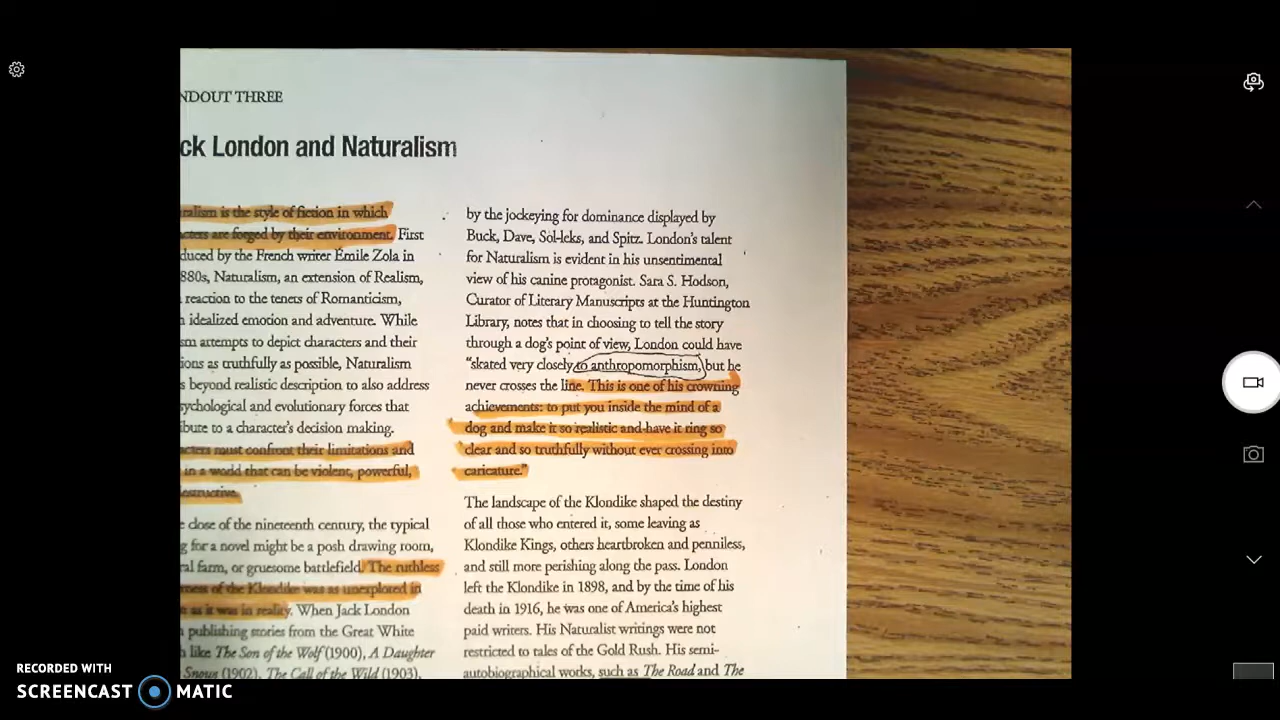 NDOUT THREE
ck London and Naturalism
ralism is the style of fiction in which
cters are forged by their environment. First
duced by the French writer Émile Zola in
880s, Naturalism, an extension of Realism,
reaction to the tenets of Romanticism,
idealized emotion and adventure. While
sm attempts to depict characters and their
ions as truthfully as possible, Naturalism
s beyond realistic description to also address
sychological and evolutionary forces that
ibute to a character's decision making.
cters must confront their limitations and
in a world that can be violent, powerful,
estructive.
e close of the nineteenth century, the typical
g for a novel might be a posh drawing room,
al farm, or gruesome battlefield. The ruthless
ness of the Klondike was as unexplored in
as it was in reality. When Jack London
publishing stories from the Great White
h like The Son of the Wolf (1900), A Daughter
Snows (1902), The Call of the Wild (1903),
by the jockeying for dominance displayed by
Buck, Dave, Sol-leks, and Spitz. London's talent
for Naturalism is evident in his unsentimental
view of his canine protagonist. Sara S. Hodson,
Curator of Literary Manuscripts at the Huntington
Library, notes that in choosing to tell the story
through a dog's point of view, London could have
"skated very closely to anthropomorphism, but he
never crosses the line. This is one of his crowning
achievements: to put you inside the mind of a
dog and make it so realistic and have it ring so
clear and so truthfully without ever crossing into
caricature."
The landscape of the Klondike shaped the destiny
of all those who entered it, some leaving as
Klondike Kings, others heartbroken and penniless,
and still more perishing along the pass. London
left the Klondike in 1898, and by the time of his
death in 1916, he was one of America's highest
paid writers. His Naturalist writings were not
restricted to tales of the Gold Rush. His semi-
autobiographical works, such as The Road and The
RECORDED WITH
SCREENCAST MATIC